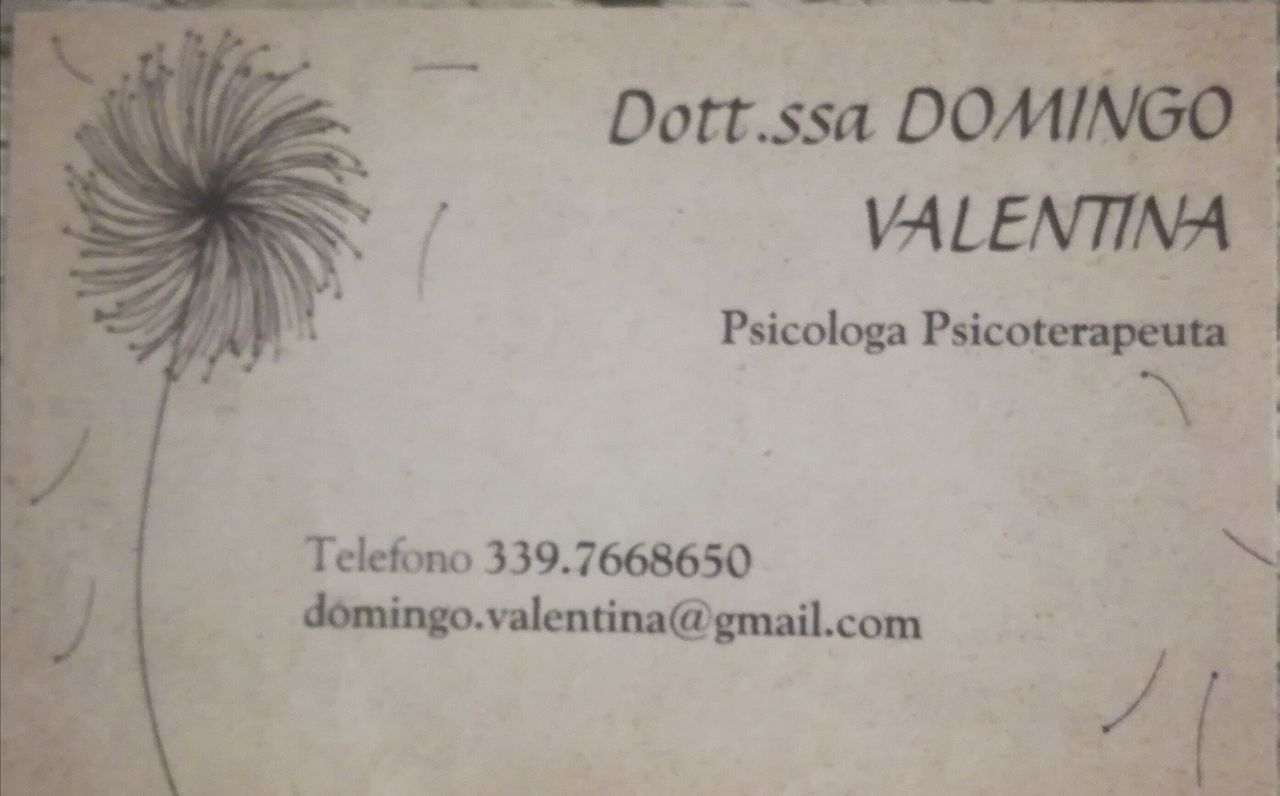 Dott.ssa DOMINGO
VALENTINA
Psicologa Psicoterapeuta
Telefono 339.7668650
domingo.valentina@gmail.com